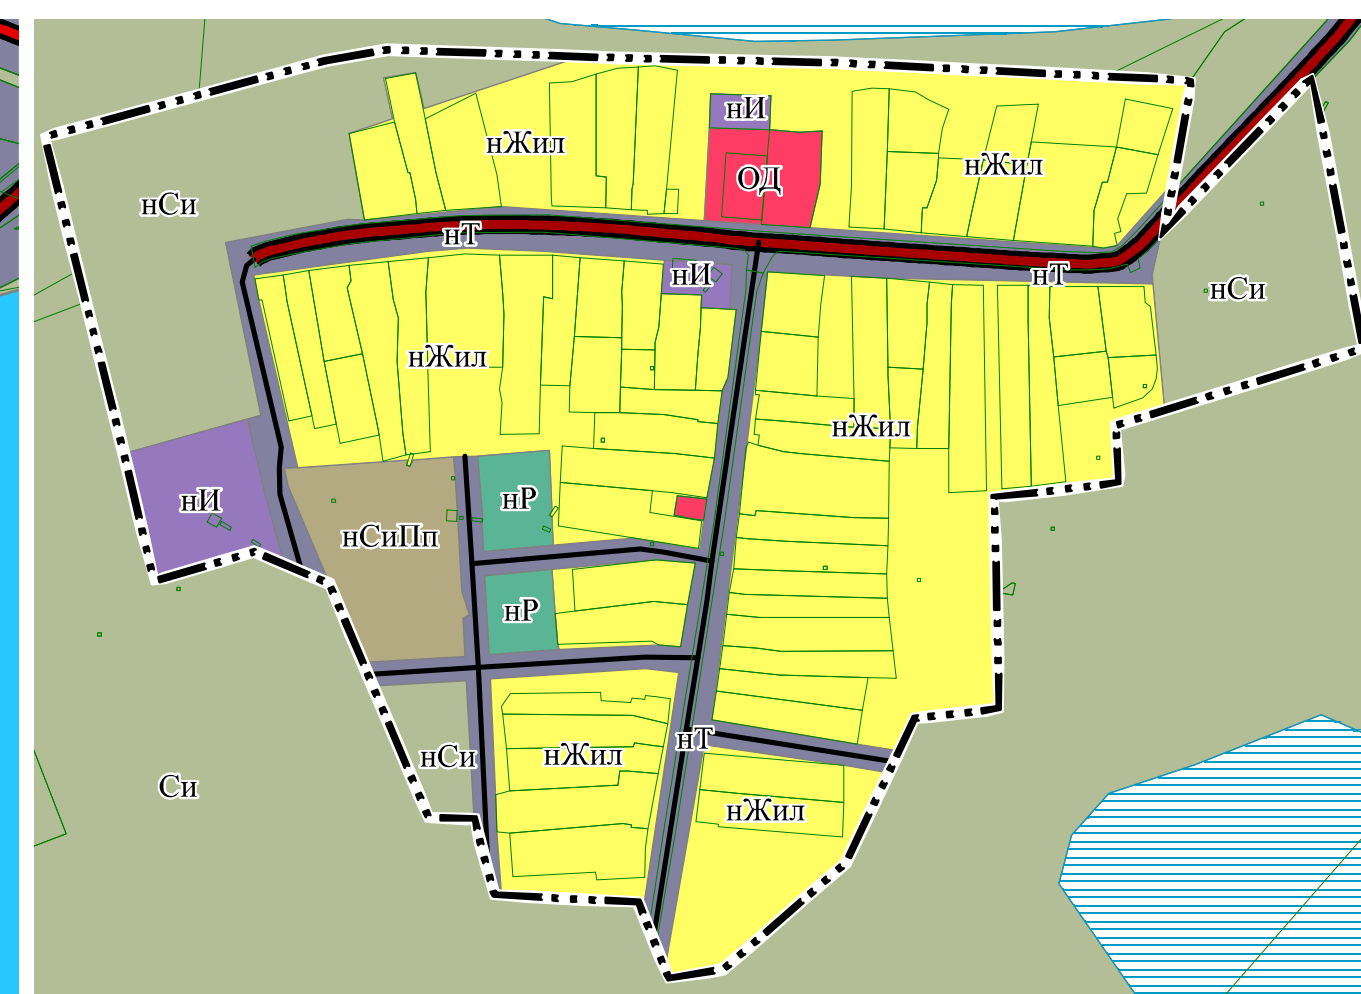 нИ
нЖил
нЖил
ОД
нСи
нТ
нИ
нТ
нСи
нЖил
нЖил
нИ
нР
нСиПп
нР
нТ
нСи
нЖил
Си
нЖил